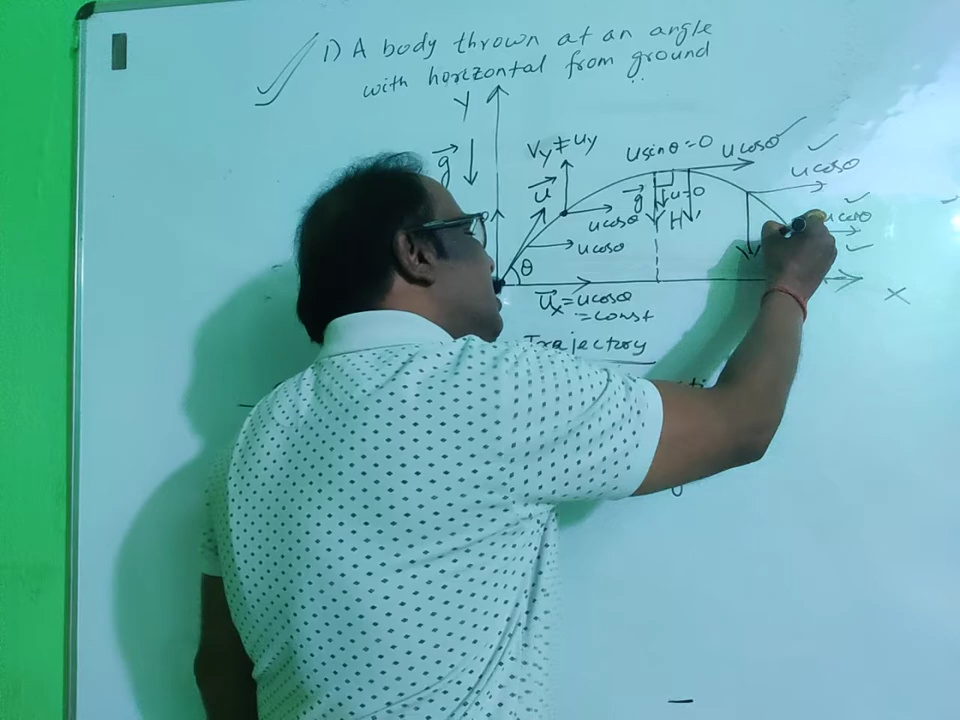 1) A body thrown at an angle
with horizontal from ground
Y
g
Vy ≠ uy
usinθ=0
ucosθ
ucosθ
u
g
u=0
H
ucosθ
ucosθ
ucosθ
θ
X
ux = ucosθ
= const
Trajectory